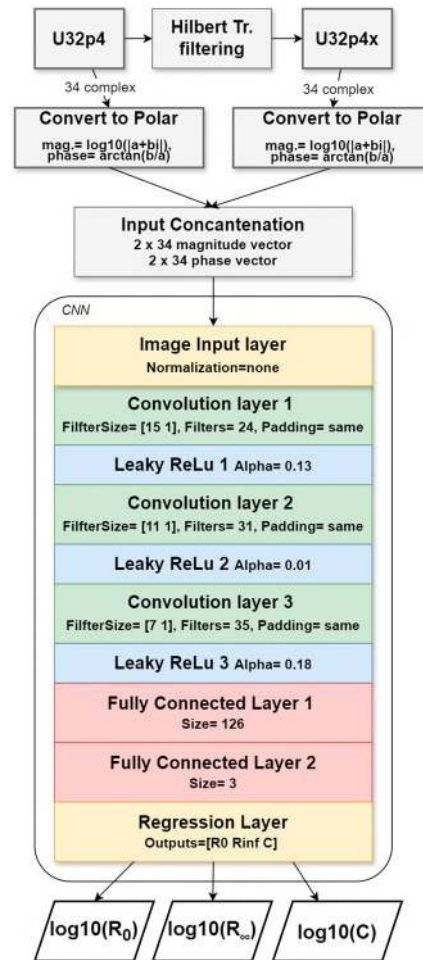 U32p4
Hilbert Tr.
filtering
U32p4x
34 complex
34 complex
Convert to Polar
mag.= log10(|a+bi|),
phase= arctan(b/a)
Convert to Polar
mag.= log10(|a+bi|),
phase= arctan(b/a)
Input Concantenation
2 x 34 magnitude vector
2 x 34 phase vector
CNN
Image Input layer
Normalization=none
Convolution layer 1
FilfterSize= [15 1], Filters= 24, Padding= same
Leaky ReLu 1 Alpha= 0.13
Convolution layer 2
FilfterSize= [11 1], Filters= 31, Padding= same
Leaky ReLu 2 Alpha= 0.01
Convolution layer 3
FilfterSize= [7 1], Filters= 35, Padding= same
Leaky ReLu 3 Alpha= 0.18
Fully Connected Layer 1
Size= 126
Fully Connected Layer 2
Size= 3
Regression Layer
Outputs=[R0 Rinf C]
log10(R₀)
log10(R∞)
log10(C)